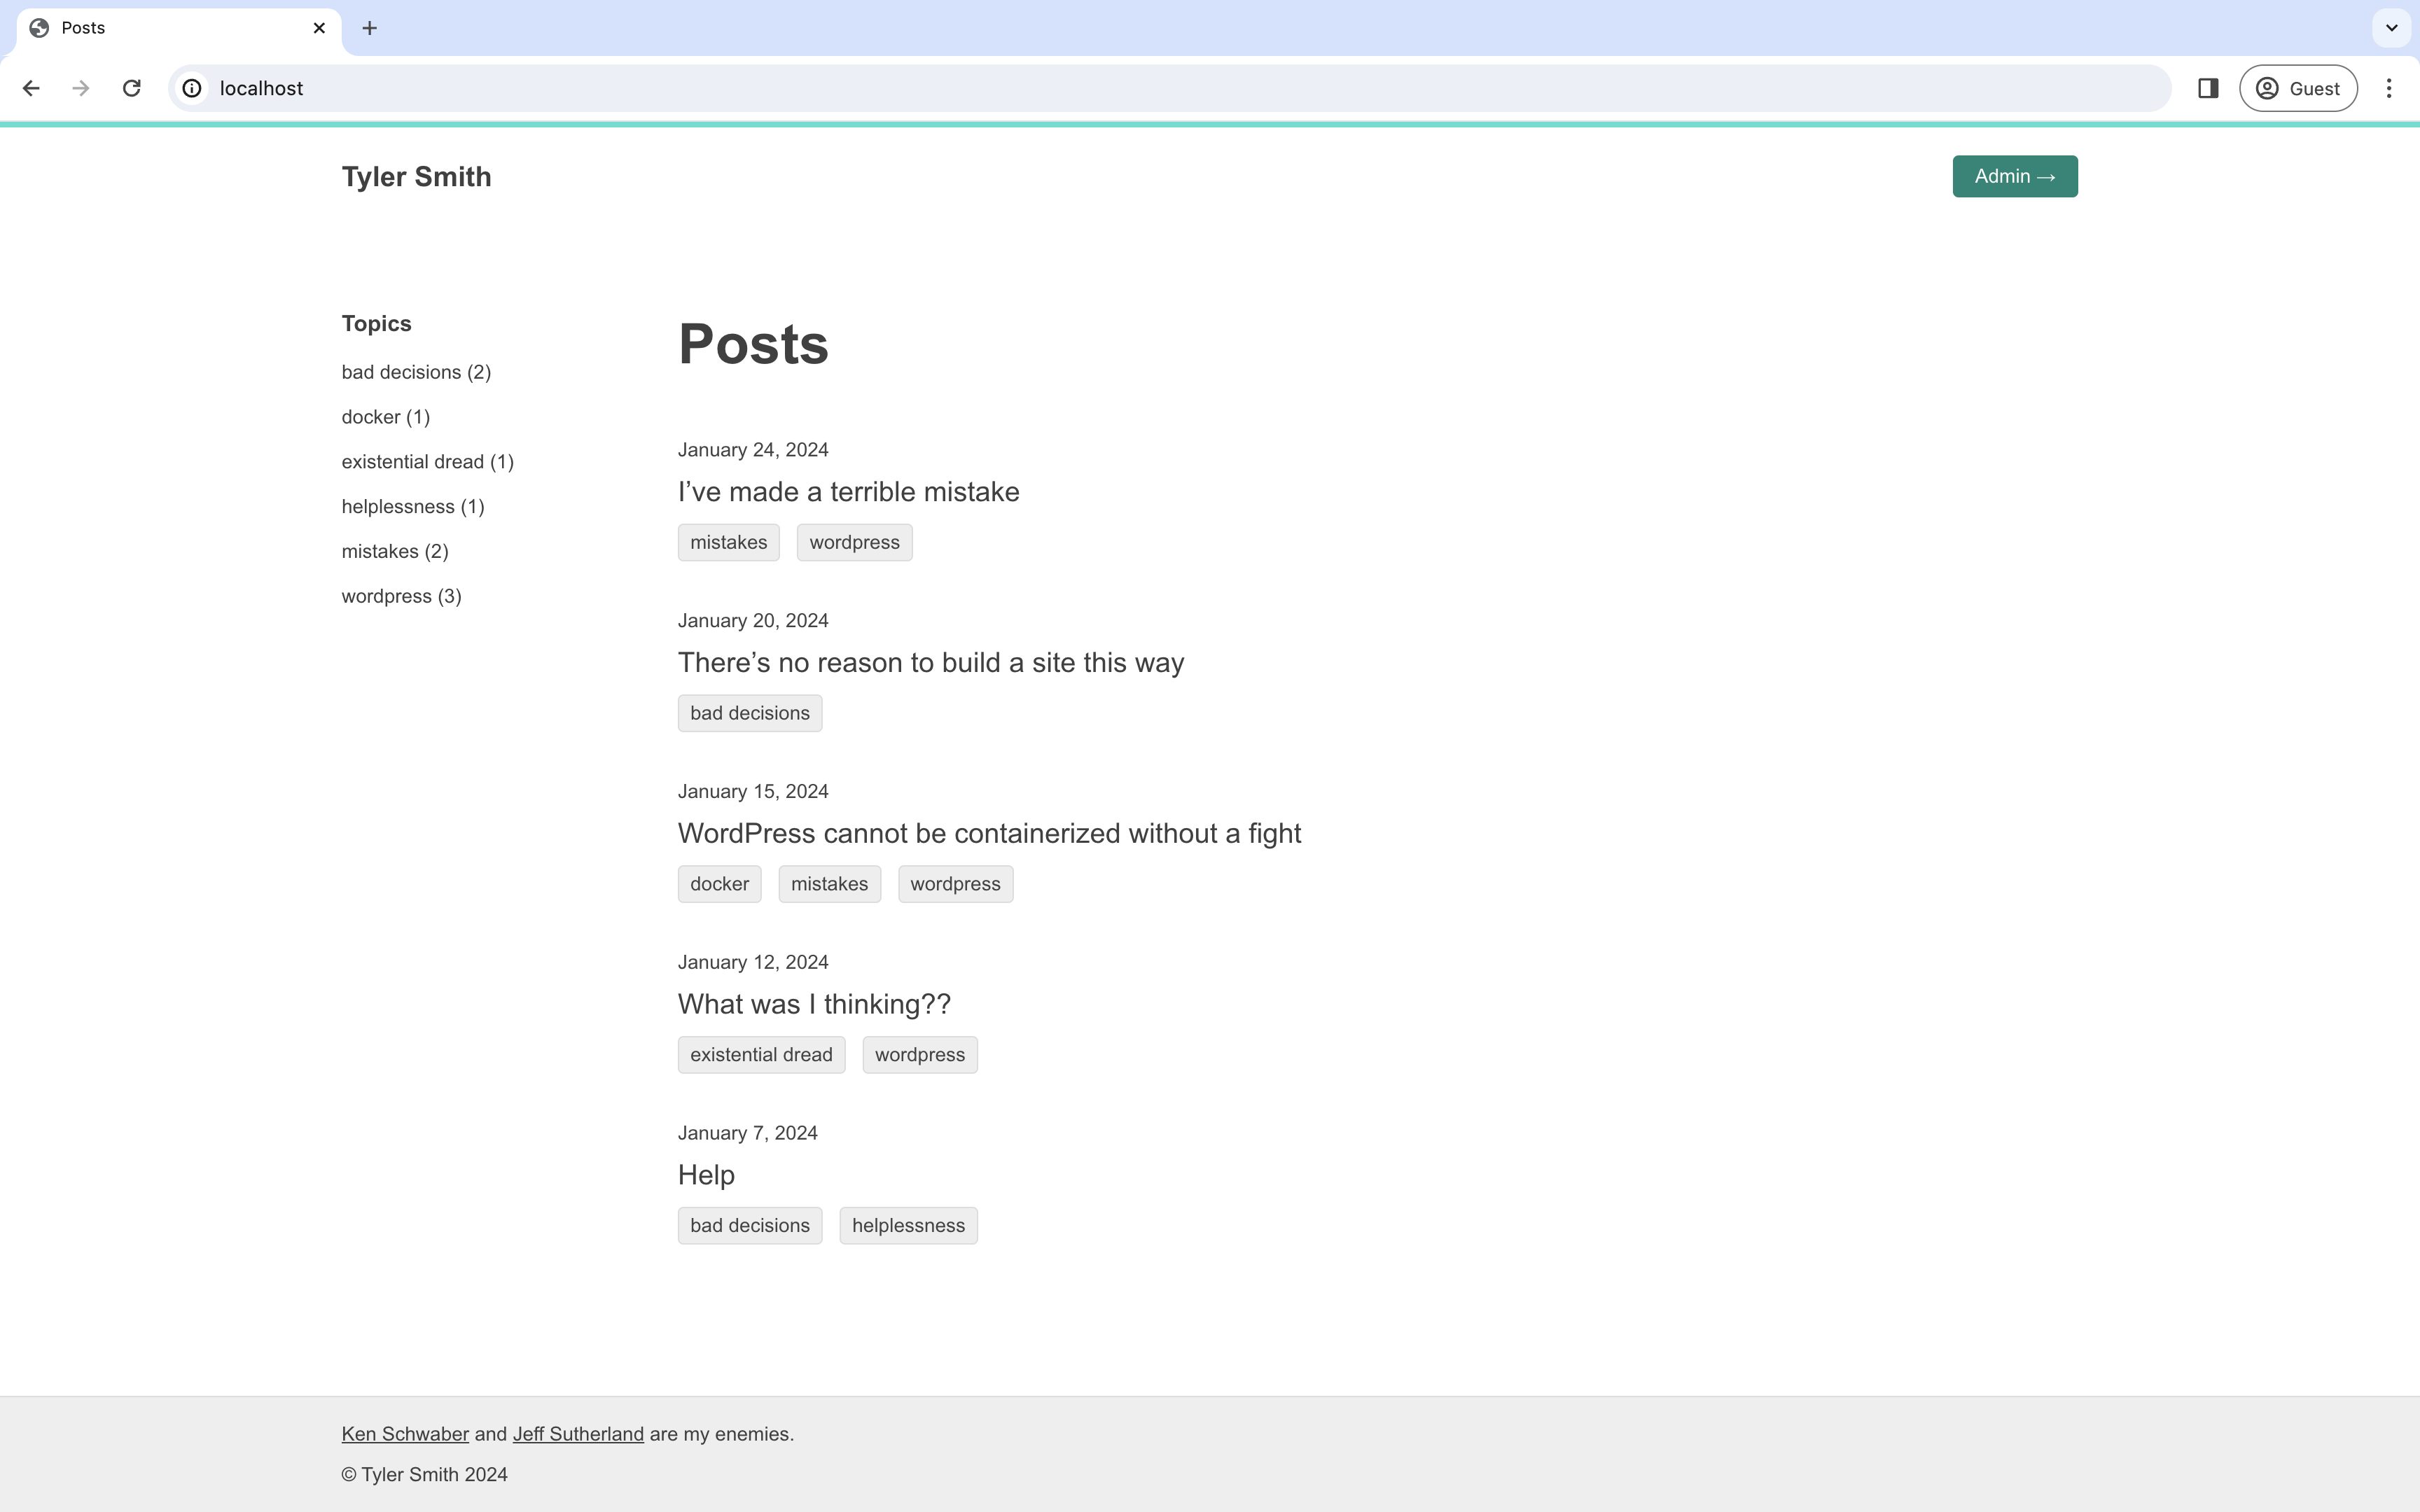 Posts
localhost
Guest
Tyler Smith
Admin →
Topics
bad decisions (2)
docker (1)
existential dread (1)
helplessness (1)
mistakes (2)
wordpress (3)
Posts
January 24, 2024
I’ve made a terrible mistake
mistakes wordpress
January 20, 2024
There’s no reason to build a site this way
bad decisions
January 15, 2024
WordPress cannot be containerized without a fight
docker mistakes wordpress
January 12, 2024
What was I thinking??
existential dread wordpress
January 7, 2024
Help
bad decisions helplessness
Ken Schwaber and Jeff Sutherland are my enemies.
© Tyler Smith 2024